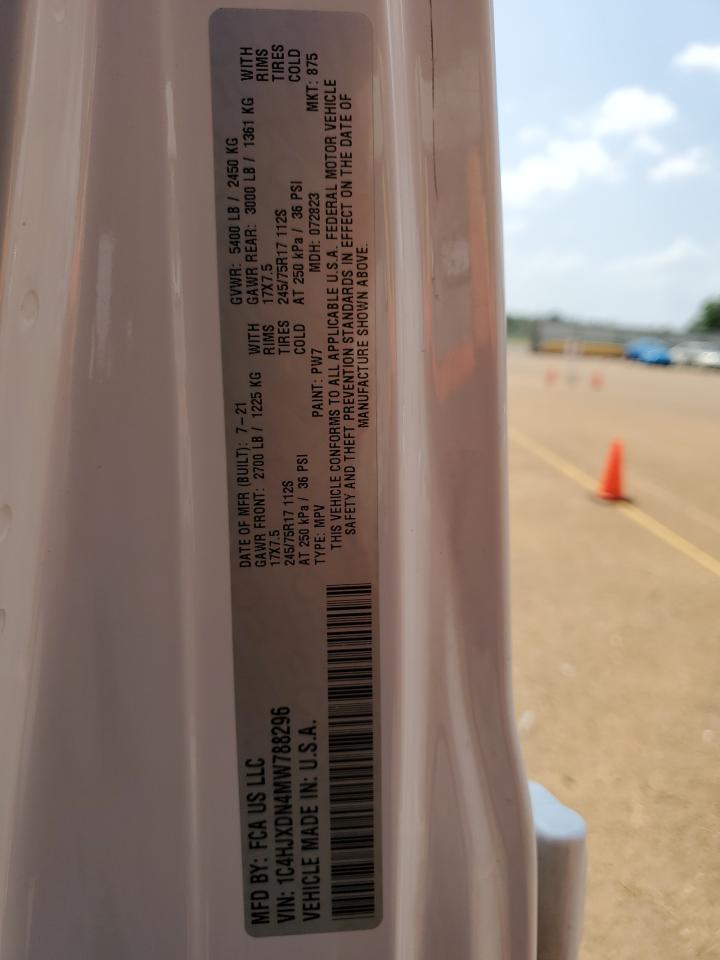 MFD BY: FCA US LLC
VIN: 1C4HJXDN4MW788296
VEHICLE MADE IN: U.S.A.
DATE OF MFR (BUILT): 7-21
GAWR FRONT: 2700 LB / 1225 KG WITH
17X7.5 RIMS
245/75R17 112S TIRES
AT 250 kPa / 36 PSI COLD
GVWR: 5400 LB / 2450 KG
GAWR REAR: 3000 LB / 1361 KG WITH
17X7.5 RIMS
245/75R17 112S TIRES
AT 250 kPa / 36 PSI COLD
TYPE: MPV PAINT: PW7 MDH: 072823 MKT: 875
THIS VEHICLE CONFORMS TO ALL APPLICABLE U.S.A. FEDERAL MOTOR VEHICLE
SAFETY AND THEFT PREVENTION STANDARDS IN EFFECT ON THE DATE OF
MANUFACTURE SHOWN ABOVE.